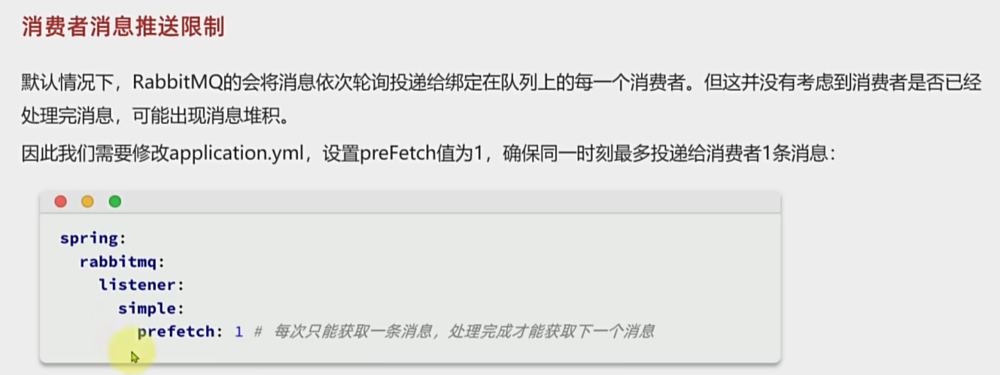 消费者消息推送限制
默认情况下，RabbitMQ的会将消息依次轮询投递给绑定在队列上的每一个消费者。但这并没有考虑到消费者是否已经
处理完消息，可能出现消息堆积。
因此我们需要修改application.yml，设置preFetch值为1，确保同一时刻最多投递给消费者1条消息：
spring:
  rabbitmq:
    listener:
      simple:
        prefetch: 1 # 每次只能获取一条消息，处理完成才能获取下一个消息